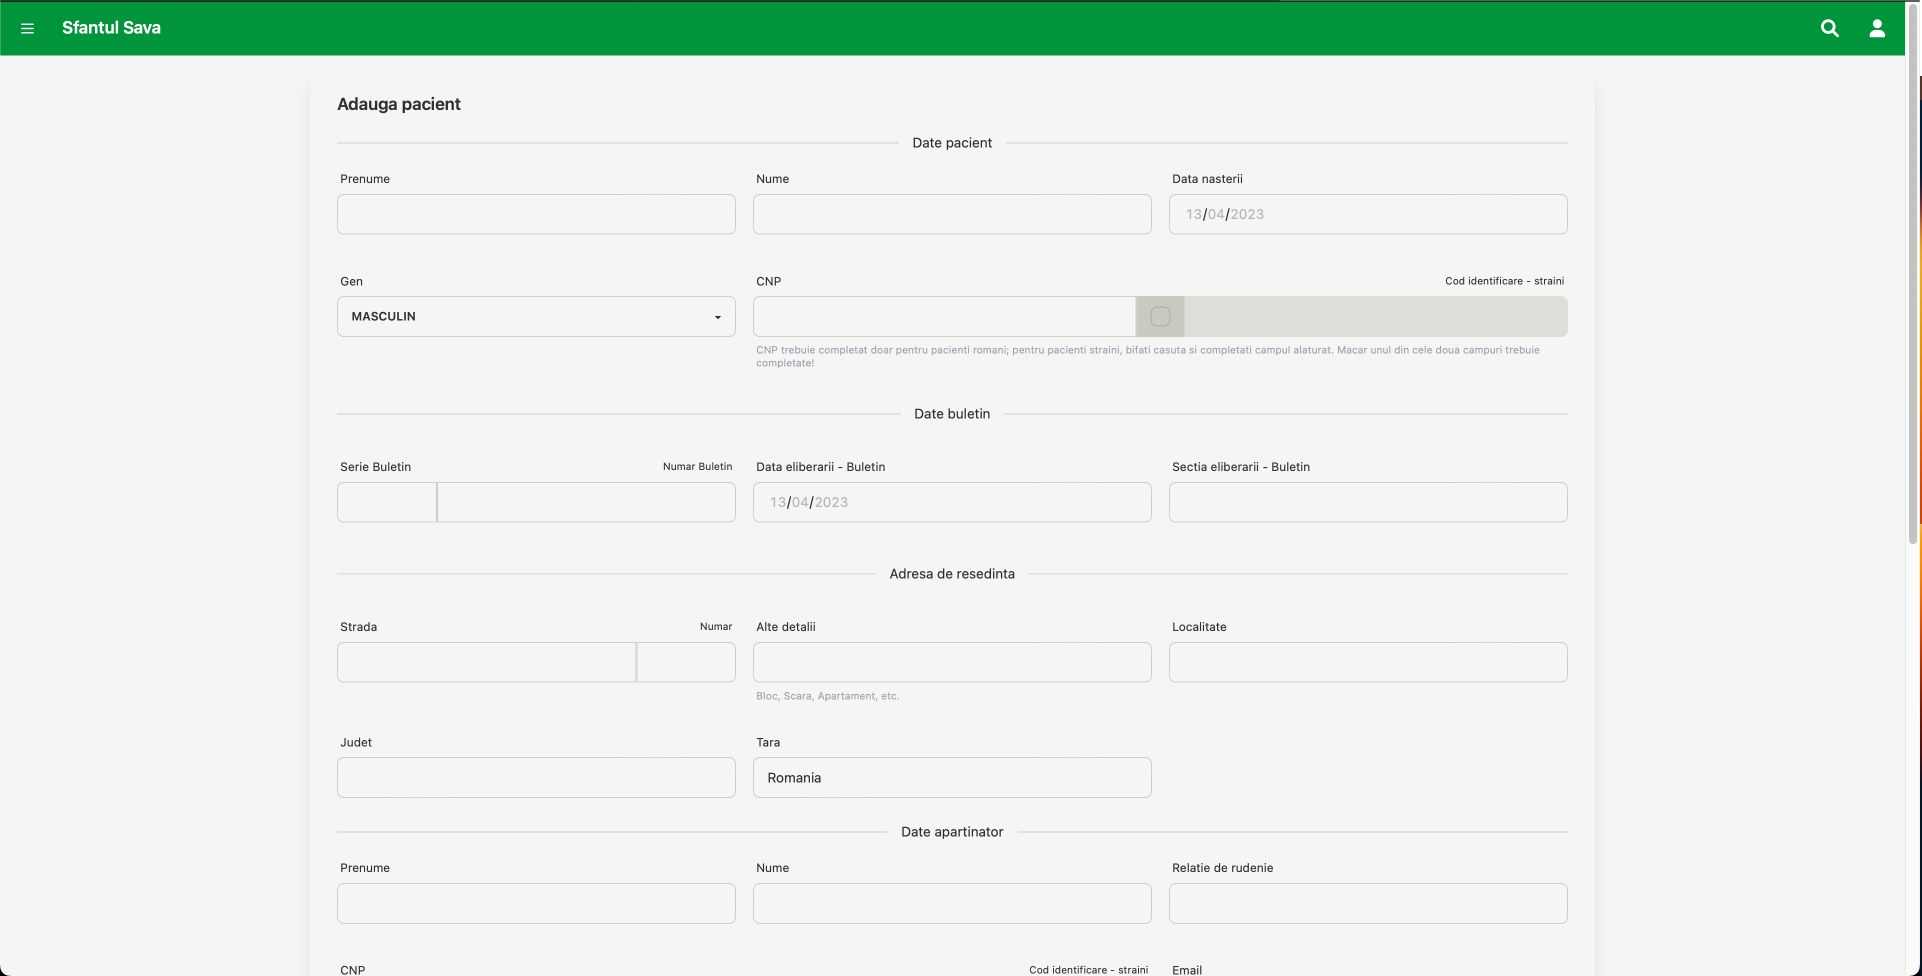 Sfantul Sava
Adauga pacient
Date pacient
Prenume
Nume
Data nasterii
13/04/2023
Gen
CNP
Cod identificare - straini
MASCULIN
CNP trebuie completat doar pentru pacienti romani; pentru pacienti straini, bifati casuta si completati campul alaturat. Macar unul din cele doua campuri trebuie
completate!
Date buletin
Serie Buletin
Numar Buletin
Data eliberarii - Buletin
Sectia eliberarii - Buletin
13/04/2023
Adresa de resedinta
Strada
Numar
Alte detalii
Localitate
Bloc, Scara, Apartament, etc.
Judet
Tara
Romania
Date apartinator
Prenume
Nume
Relatie de rudenie
CNP
Cod identificare - straini
Email